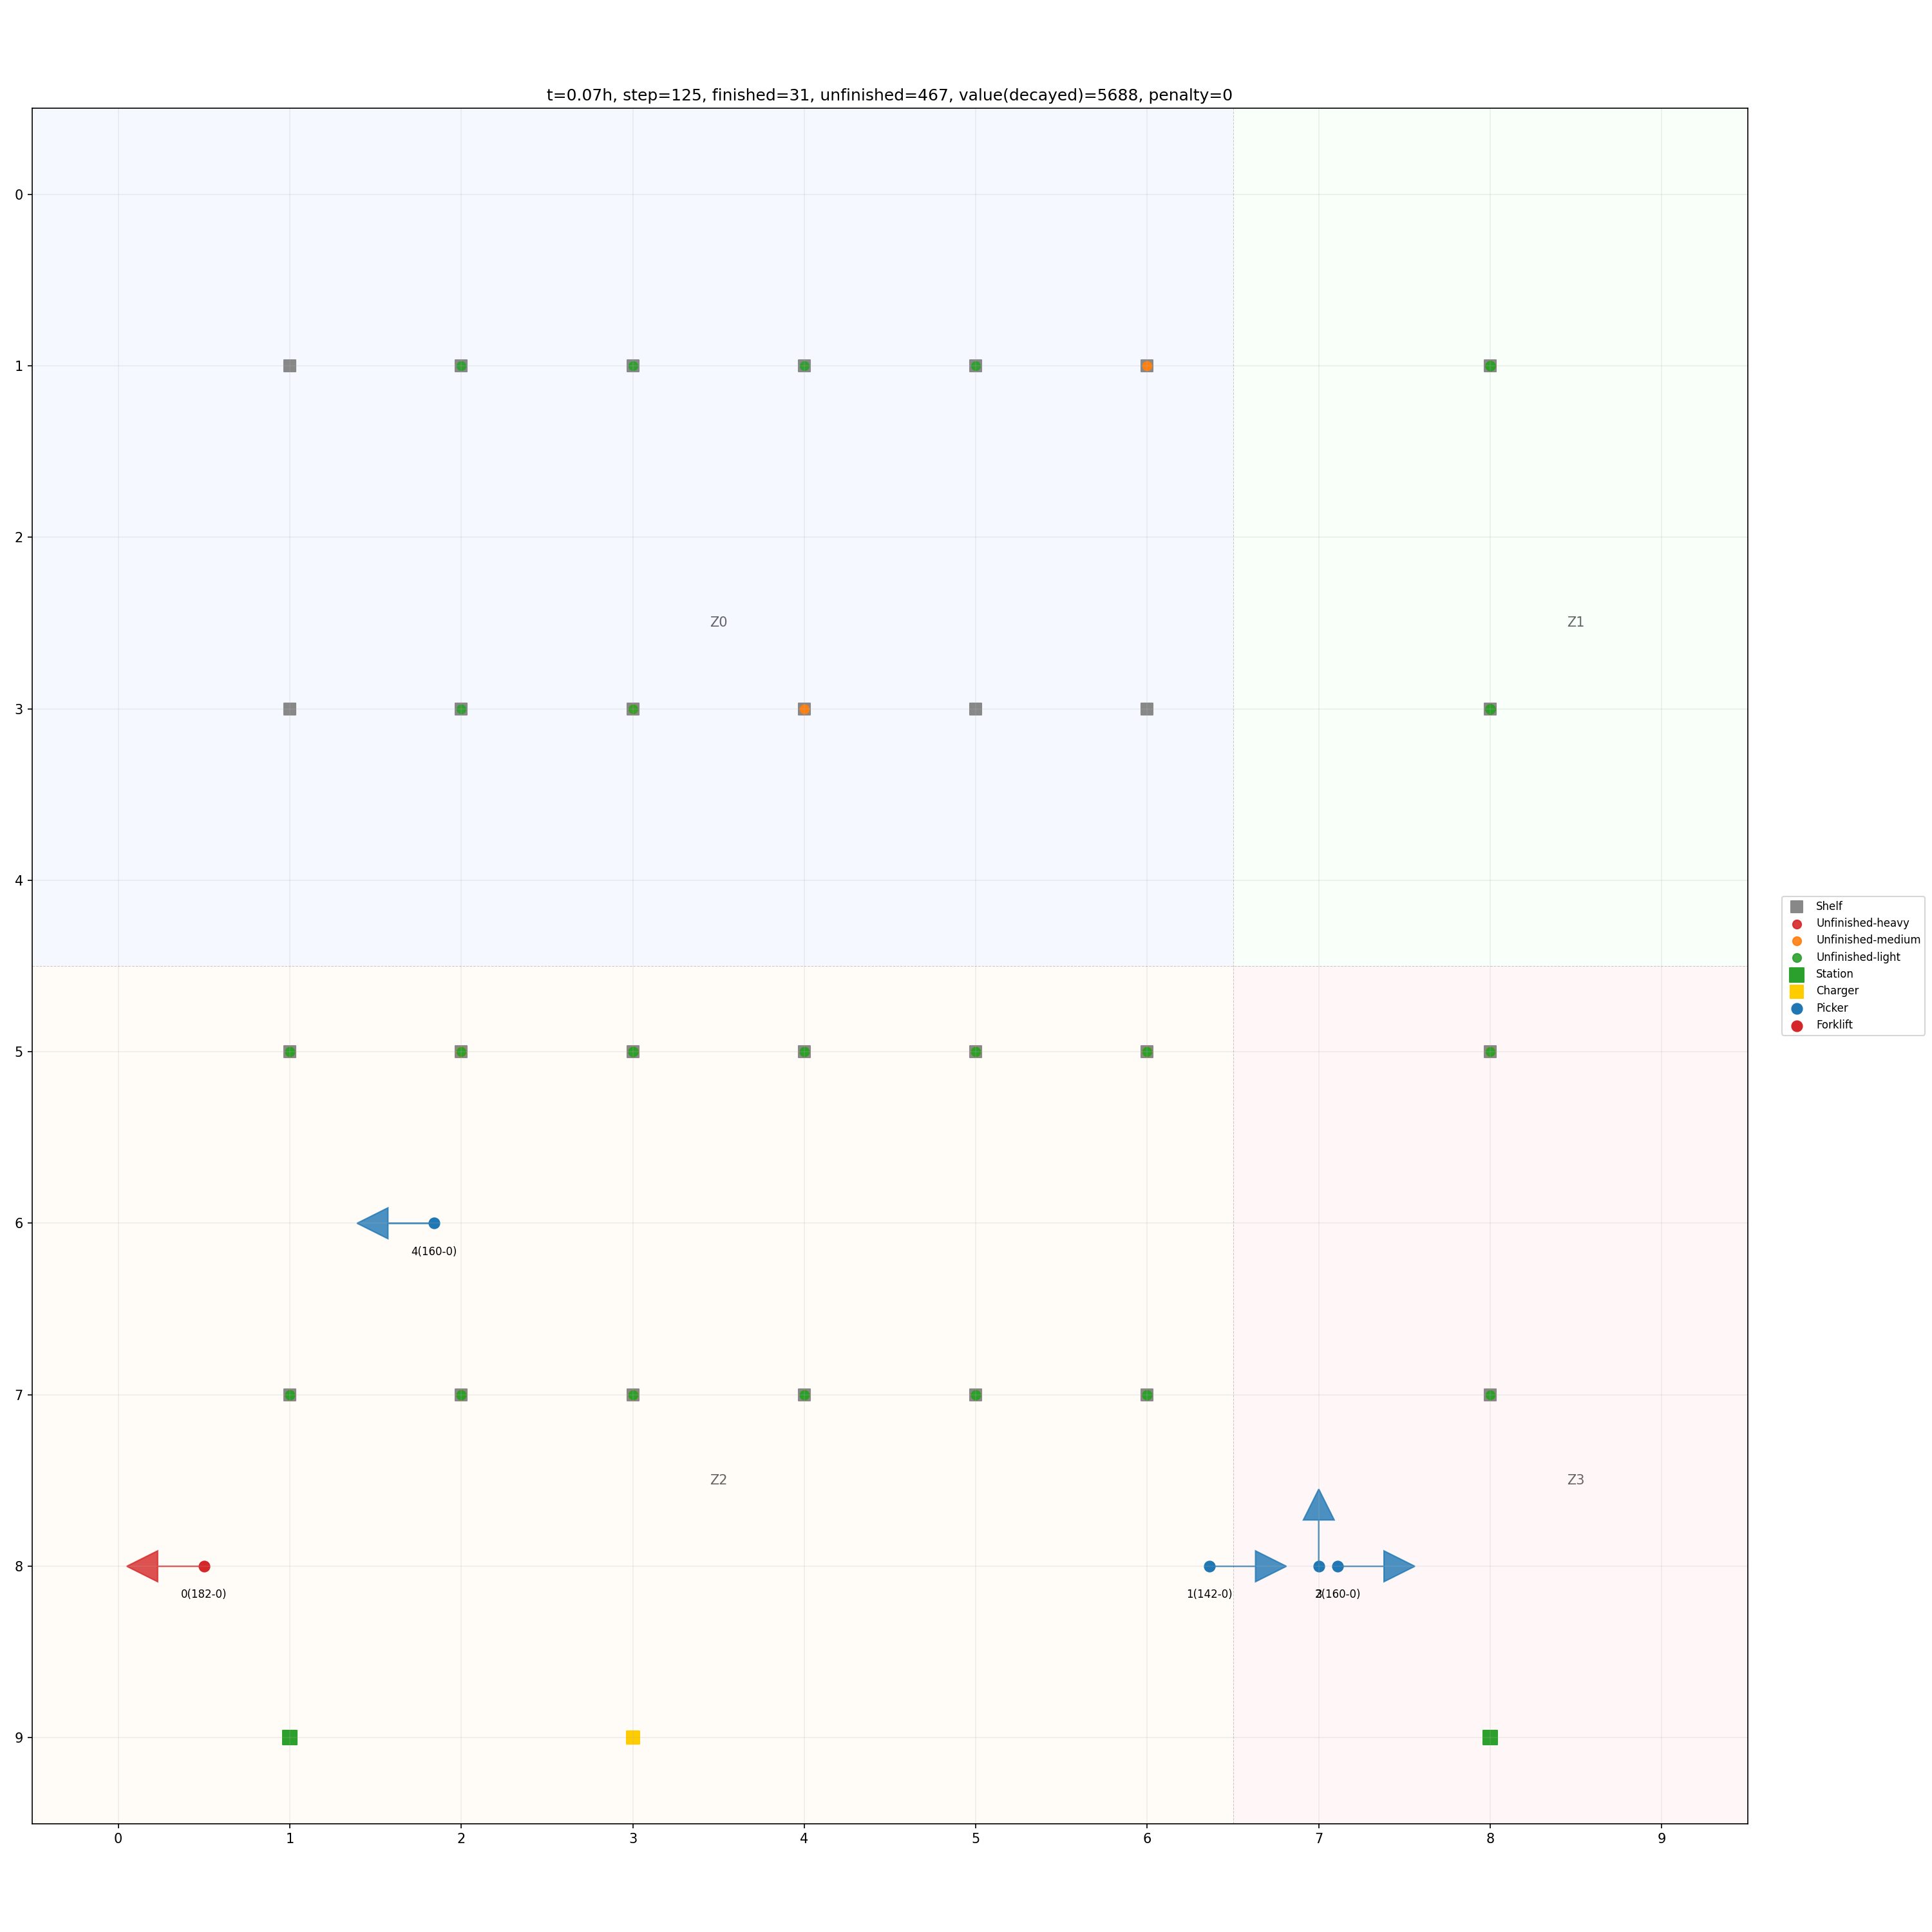 t=0.07h, step=125, finished=31, unfinished=467, value(decayed)=5688, penalty=0
0
1
2
Z0
Z1
3
4
Shelf
Unfinished-heavy
Unfinished-medium
Unfinished-light
Station
Charger
Picker
Forklift
5
6
4(160-0)
7
Z2
Z3
8
0(182-0)
1(142-0)
(160-0)
9
0 1 2 3 4 5 6 7 8 9